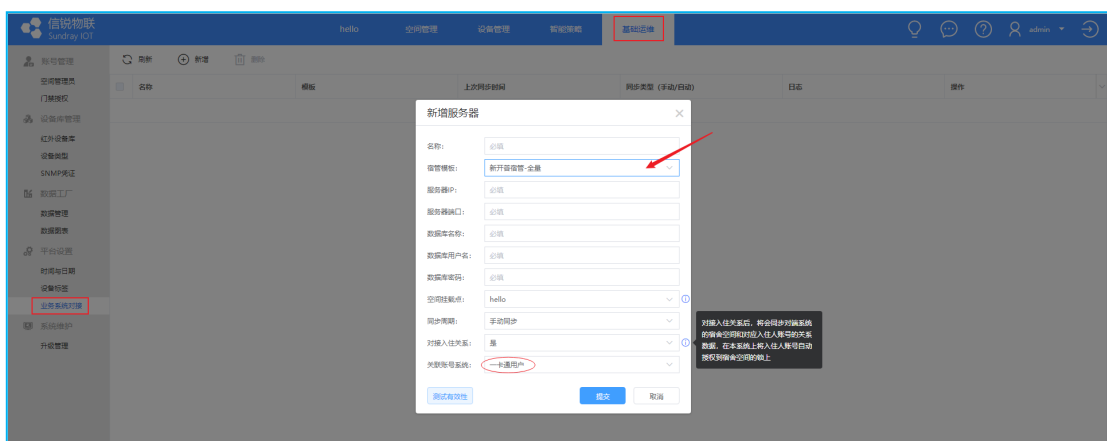 信锐物联
Sundray IOT
hello
空间管理
设备管理
智能策略
基础运维
admin
账号管理
空间管理员
门禁授权
设备库管理
红外设备库
设备类型
SNMP凭证
数据工厂
数据管理
数据图表
平台设置
时间与日期
设备标签
业务系统对接
系统维护
升级管理
刷新
新增
删除
名称
模板
上次同步时间
同步类型 (手动/自动)
日志
操作
新增服务器
名称:
必填
宿管模板:
新开普宿管-全量
服务器IP:
必填
服务器端口:
必填
数据库名称:
必填
数据库用户名:
必填
数据库密码:
必填
空间挂载点:
hello
同步周期:
手动同步
对接入住关系:
是
关联账号系统:
一卡通用户
对接入住关系后，将会同步对端系统
的宿舍空间和对应入住人账号的关系
数据，在本系统上将入住人账号自动
授权到宿舍空间的锁上
测试有效性
提交
取消